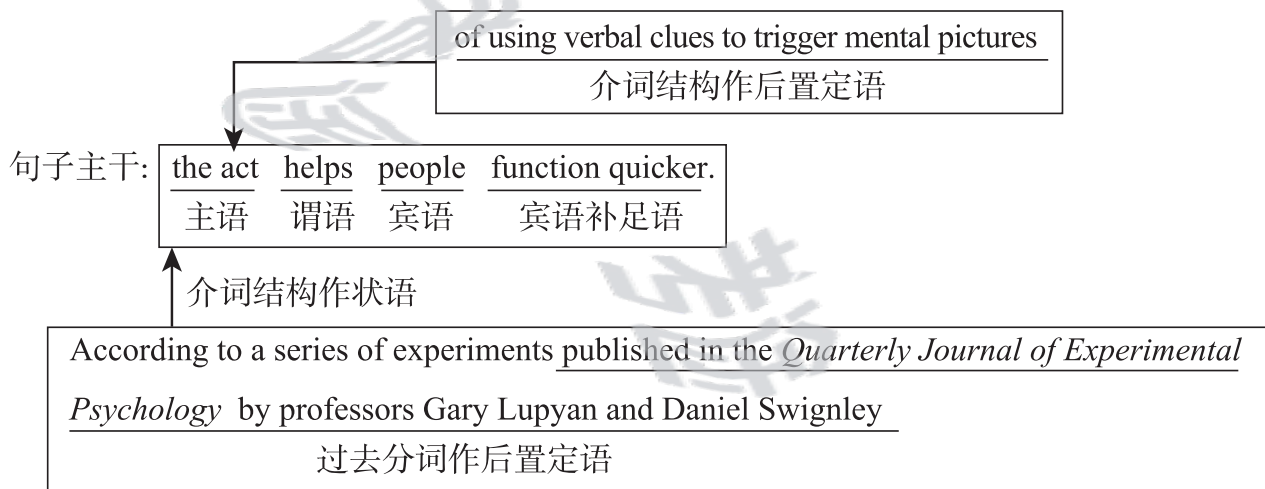 of using verbal clues to trigger mental pictures
介词结构作后置定语
句子主干: the act helps people function quicker.
主语 谓语 宾语 宾语补足语
介词结构作状语
According to a series of experiments published in the Quarterly Journal of Experimental
Psychology by professors Gary Lupyan and Daniel Swignley
过去分词作后置定语